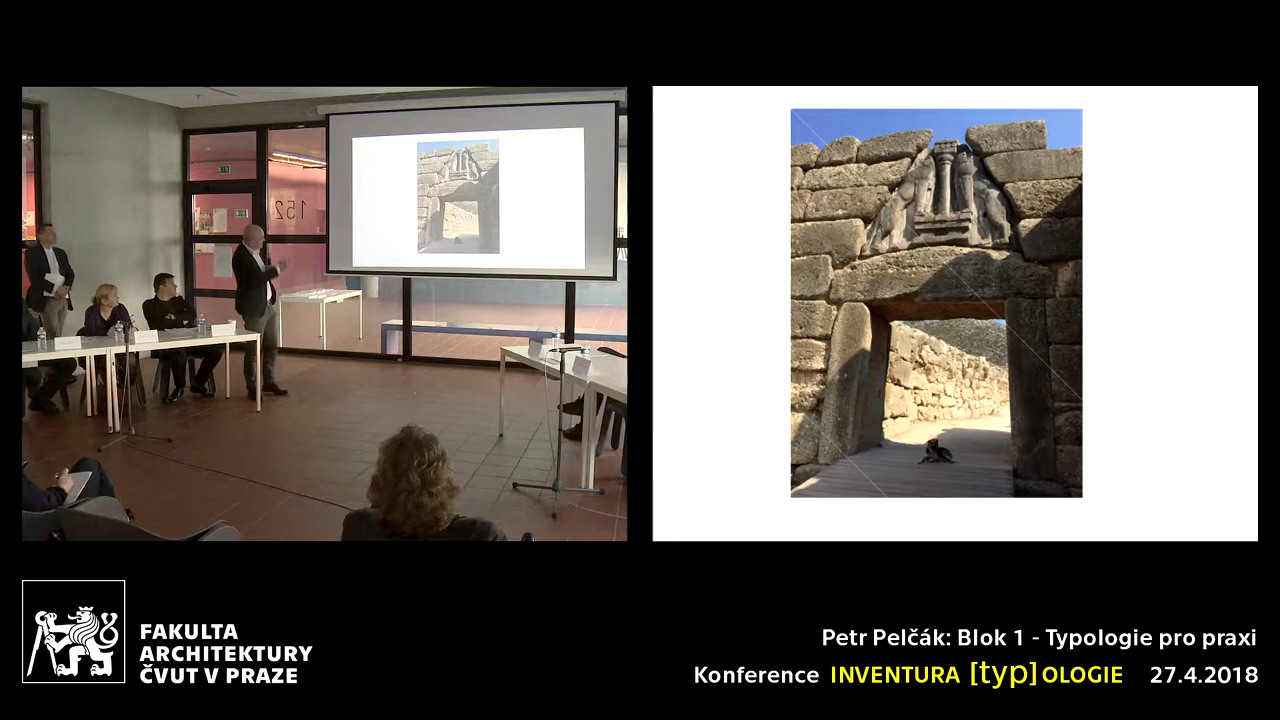 152
FAKULTA
ARCHITEKTURY
ČVUT V PRAZE
Petr Pelčák: Blok 1 - Typologie pro praxi
Konference INVENTURA [typ]OLOGIE 27.4.2018